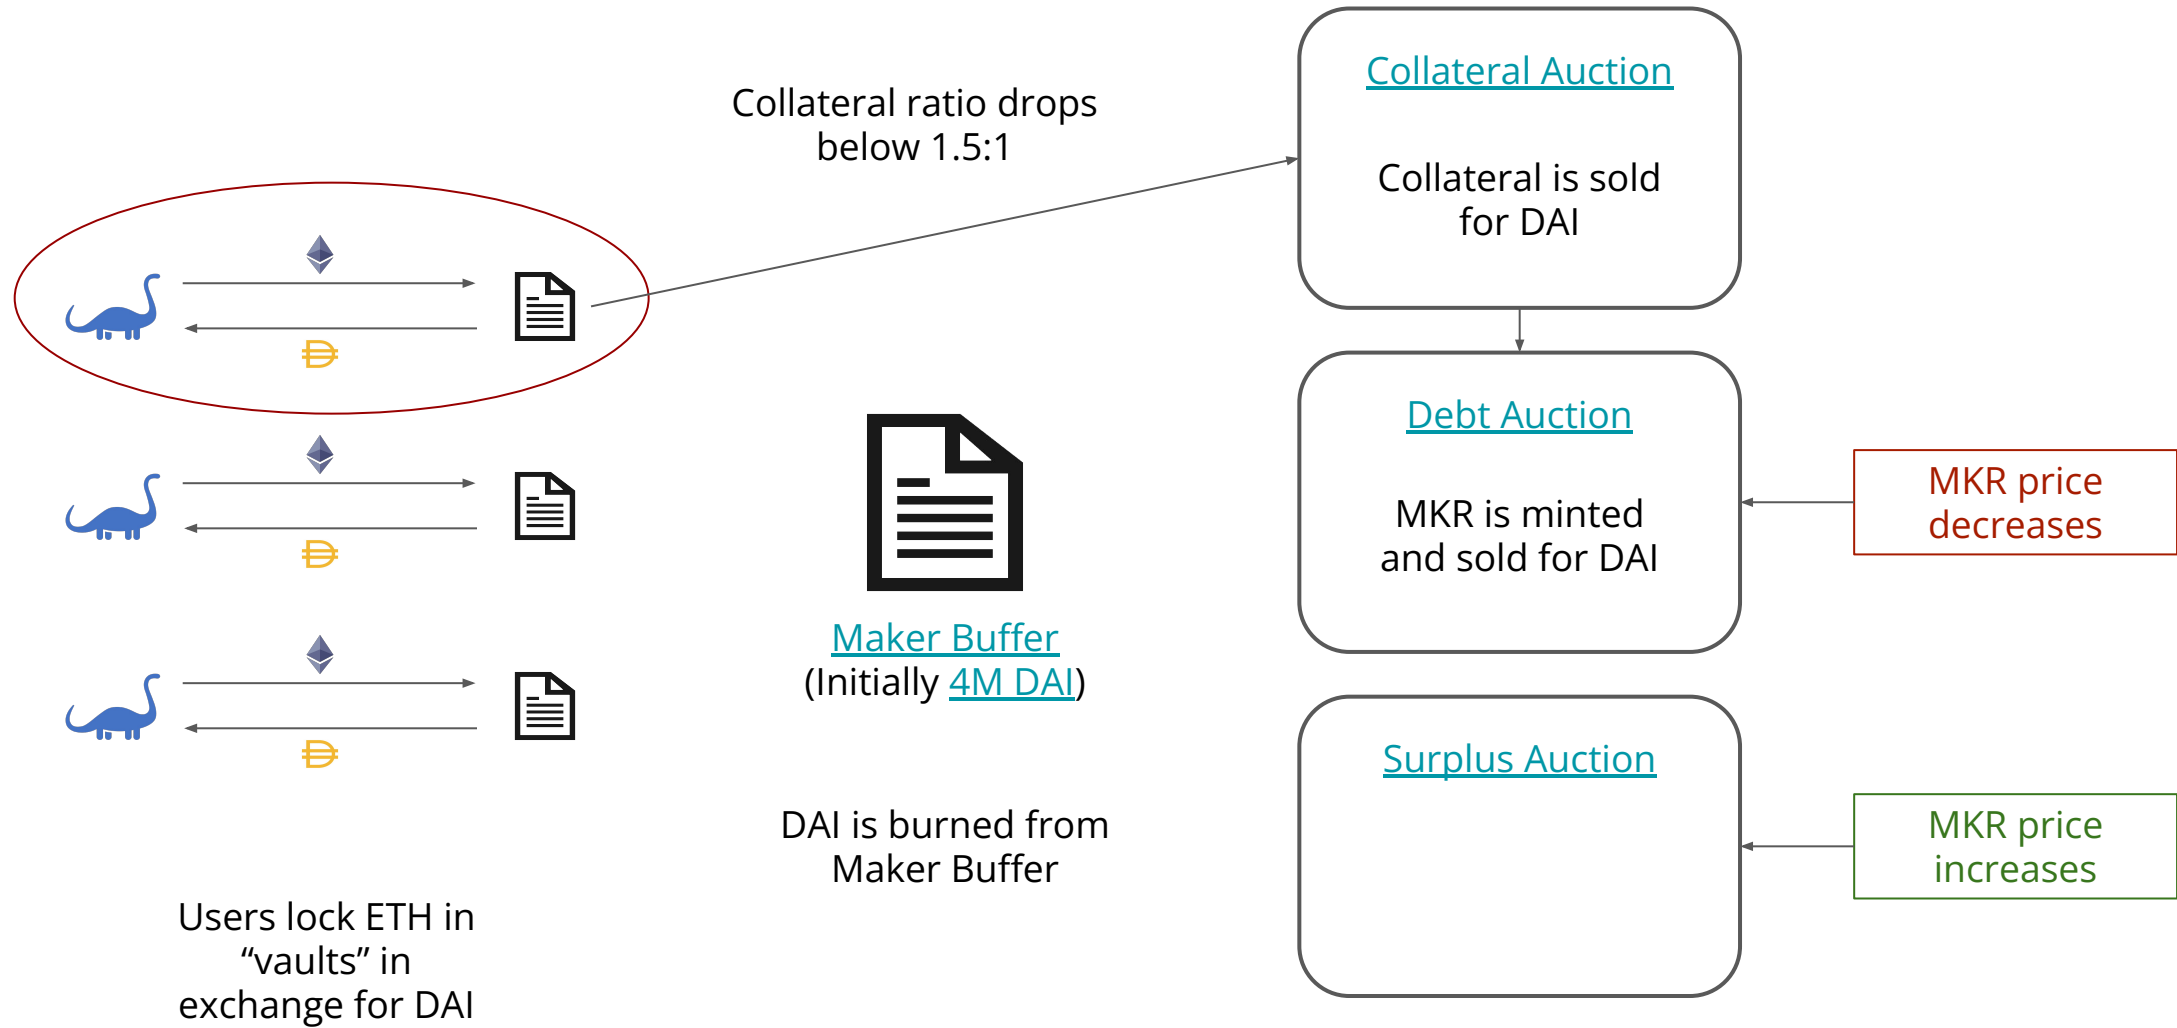 Collateral ratio drops
below 1.5:1
Users lock ETH in
“vaults” in
exchange for DAI
Maker Buffer
(Initially 4M DAI)
DAI is burned from
Maker Buffer
Collateral Auction
Collateral is sold
for DAI
Debt Auction
MKR is minted
and sold for DAI
MKR price
decreases
Surplus Auction
MKR price
increases